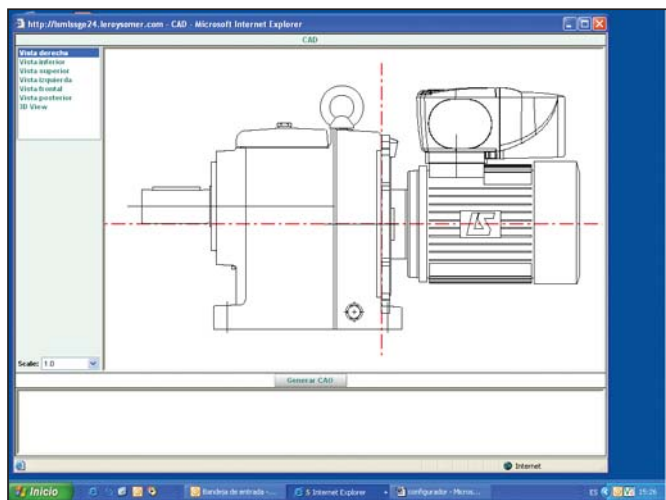 http://lsmlssge24.leroysomer.com - CAD - Microsoft Internet Explorer
CAD
Vista derecha
Vista inferior
Vista superior
Vista izquierda
Vista frontal
Vista posterior
3D View
LS
Scale: 1.0
Generar CAD
Internet
Inicio
Bandeja de entrada - ...
5 Internet Explorer
configurador - Micros...
ES
15:26